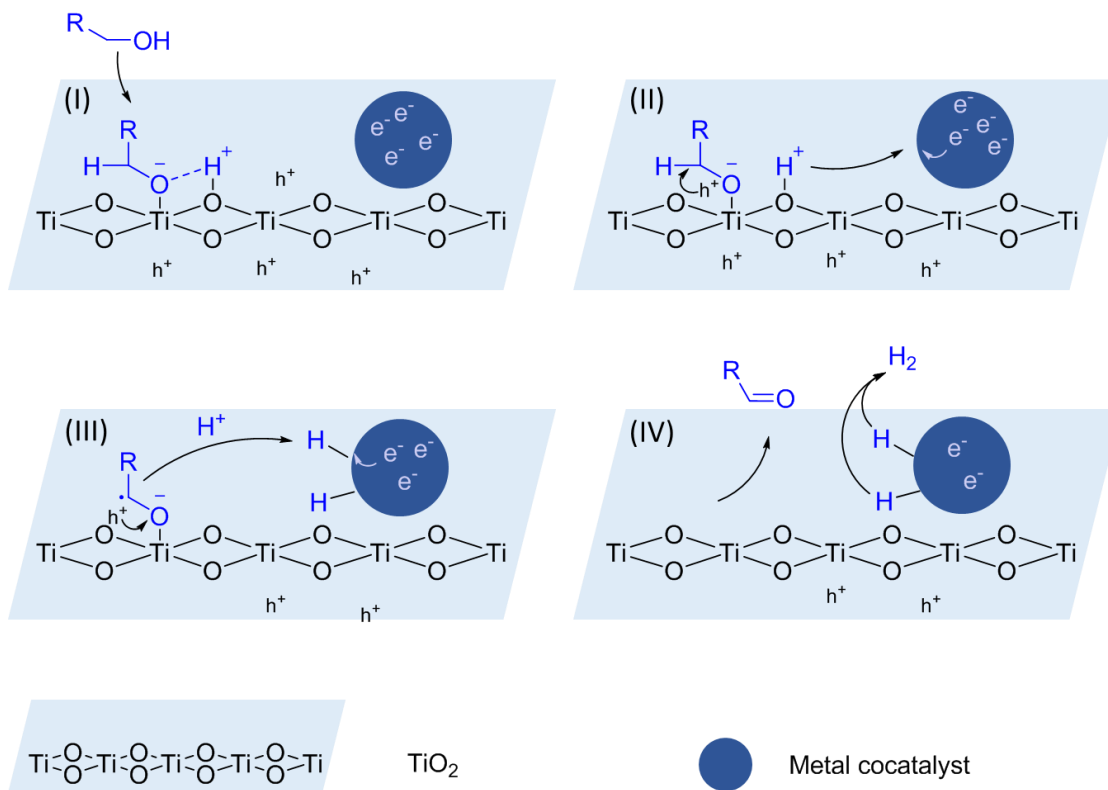 R
OH
(I)
R
H
−
O
H⁺
h⁺
e⁻ e⁻
e⁻ e⁻
O O O O
Ti Ti Ti Ti Ti
O O O O
h⁺ h⁺ h⁺
(II)
R
H
−
O
h⁺
H⁺
e⁻
e⁻ e⁻
e⁻
O O O O
Ti Ti Ti Ti Ti
O O O O
h⁺ h⁺ h⁺
(III)
H⁺
R
·
−
O
h⁺
H
H
e⁻ e⁻
e⁻
O O O O
Ti Ti Ti Ti Ti
O O O O
h⁺ h⁺
(IV)
R
O
H₂
H
H
e⁻
e⁻
O O O O
Ti Ti Ti Ti Ti
O O O O
h⁺ h⁺
O O O O
Ti Ti Ti Ti Ti
O O O O
TiO₂
Metal cocatalyst